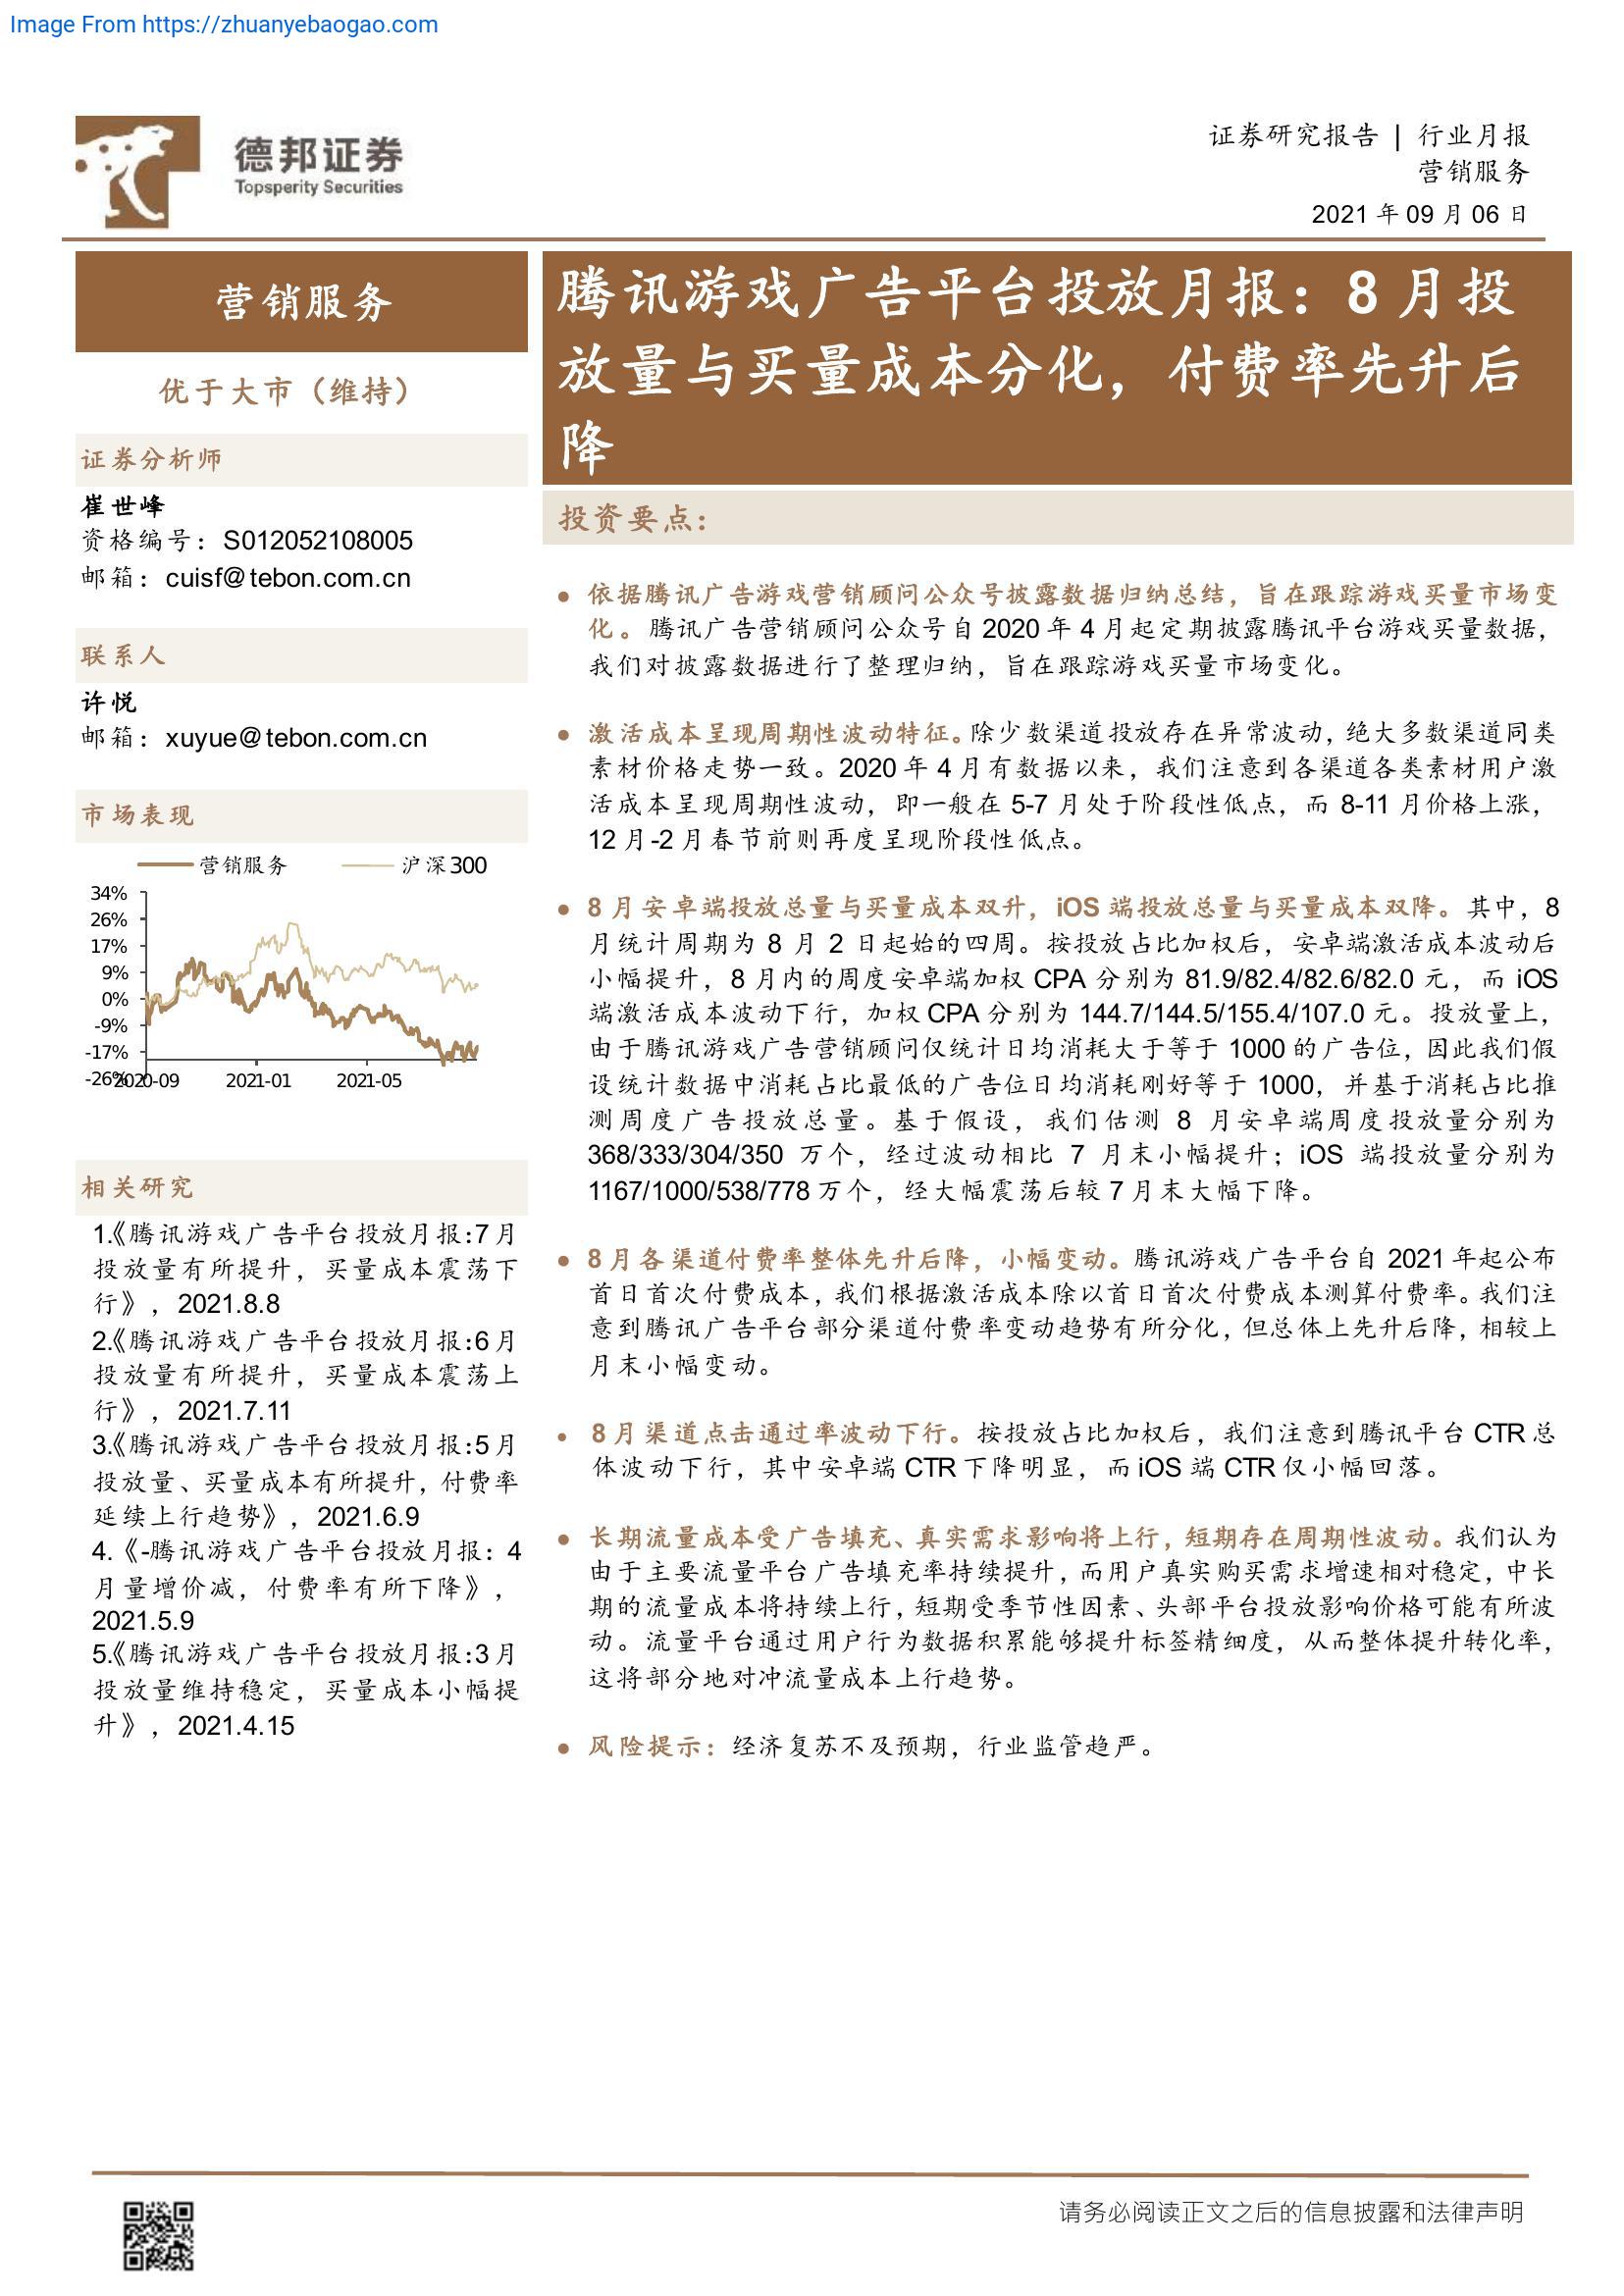 Image From https://zhuanyebaogao.com
德邦证券
Topsperity Securities
证券研究报告 | 行业月报
营销服务
2021 年 09 月 06 日
营销服务
优于大市（维持）
证券分析师
崔世峰
资格编号：S012052108005
邮箱：cuisf@tebon.com.cn
联系人
许悦
邮箱：xuyue@tebon.com.cn
市场表现
营销服务 沪深300
34%
26%
17%
9%
0%
-9%
-17%
-26%
2020-09 2021-01 2021-05
相关研究
1.《腾讯游戏广告平台投放月报：7月
投放量有所提升，买量成本震荡下
行》，2021.8.8
2.《腾讯游戏广告平台投放月报：6月
投放量有所提升，买量成本震荡上
行》，2021.7.11
3.《腾讯游戏广告平台投放月报：5月
投放量、买量成本有所提升，付费率
延续上行趋势》，2021.6.9
4.《-腾讯游戏广告平台投放月报：4
月量增价减，付费率有所下降》，
2021.5.9
5.《腾讯游戏广告平台投放月报：3月
投放量维持稳定，买量成本小幅提
升》，2021.4.15
腾讯游戏广告平台投放月报：8 月投
放量与买量成本分化，付费率先升后
降
投资要点：
● 依据腾讯广告游戏营销顾问公众号披露数据归纳总结，旨在跟踪游戏买量市场变
化。腾讯广告营销顾问公众号自 2020 年 4 月起定期披露腾讯平台游戏买量数据，
我们对披露数据进行了整理归纳，旨在跟踪游戏买量市场变化。
● 激活成本呈现周期性波动特征。除少数渠道投放存在异常波动，绝大多数渠道同类
素材价格走势一致。2020 年 4 月有数据以来，我们注意到各渠道各类素材用户激
活成本呈现周期性波动，即一般在 5-7 月处于阶段性低点，而 8-11 月价格上涨，
12 月-2 月春节前则再度呈现阶段性低点。
● 8 月安卓端投放总量与买量成本双升，iOS 端投放总量与买量成本双降。其中，8
月统计周期为 8 月 2 日起始的四周。按投放占比加权后，安卓端激活成本波动后
小幅提升，8 月内的周度安卓端加权 CPA 分别为 81.9/82.4/82.6/82.0 元，而 iOS
端激活成本波动下行，加权 CPA 分别为 144.7/144.5/155.4/107.0 元。投放量上，
由于腾讯游戏广告营销顾问仅统计日均消耗大于等于 1000 的广告位，因此我们假
设统计数据中消耗占比最低的广告位日均消耗刚好等于 1000，并基于消耗占比推
测周度广告投放总量。基于假设，我们估测 8 月安卓端周度投放量分别为
368/333/304/350 万个，经过波动相比 7 月末小幅提升；iOS 端投放量分别为
1167/1000/538/778 万个，经大幅震荡后较 7 月末大幅下降。
● 8 月各渠道付费率整体先升后降，小幅变动。腾讯游戏广告平台自 2021 年起公布
首日首次付费成本，我们根据激活成本除以首日首次付费成本测算付费率。我们注
意到腾讯广告平台部分渠道付费率变动趋势有所分化，但总体上先升后降，相较上
月末小幅变动。
● 8 月渠道点击通过率波动下行。按投放占比加权后，我们注意到腾讯平台 CTR 总
体波动下行，其中安卓端 CTR 下降明显，而 iOS 端 CTR 仅小幅回落。
● 长期流量成本受广告填充、真实需求影响将上行，短期存在周期性波动。我们认为
由于主要流量平台广告填充率持续提升，而用户真实购买需求增速相对稳定，中长
期的流量成本将持续上行，短期受季节性因素、头部平台投放影响价格可能有所波
动。流量平台通过用户行为数据积累能够提升标签精细度，从而整体提升转化率，
这将部分地对冲流量成本上行趋势。
● 风险提示：经济复苏不及预期，行业监管趋严。
请务必阅读正文之后的信息披露和法律声明